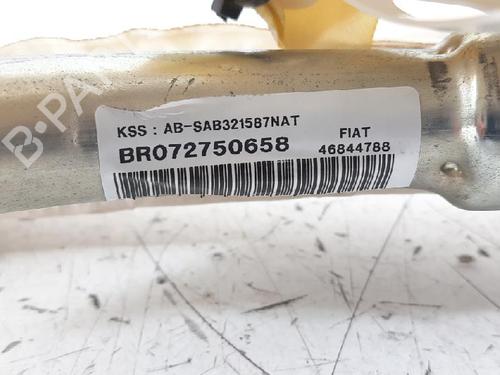 KSS : AB-SAB321587NAT
BR072750658
FIAT
46844788